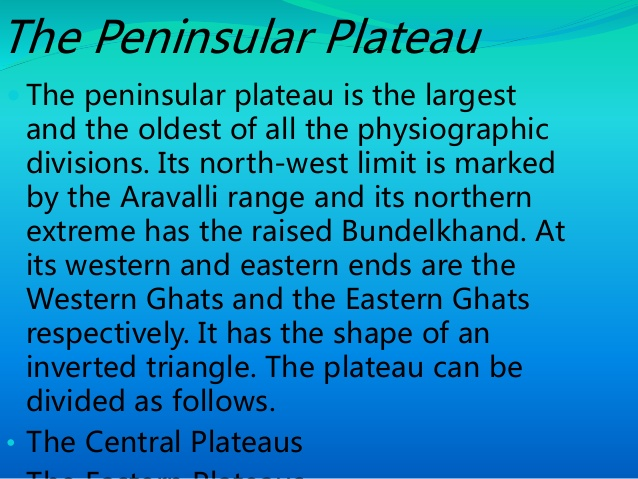 The Peninsular Plateau
The peninsular plateau is the largest
and the oldest of all the physiographic
divisions. Its north-west limit is marked
by the Aravalli range and its northern
extreme has the raised Bundelkhand. At
its western and eastern ends are the
Western Ghats and the Eastern Ghats
respectively. It has the shape of an
inverted triangle. The plateau can be
divided as follows.
• The Central Plateaus
The Eastern Plateaus